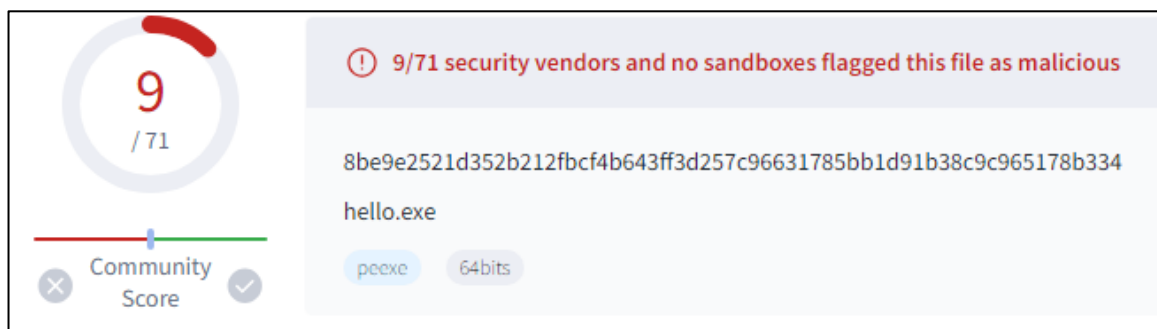 9
/ 71
Community
Score
9/71 security vendors and no sandboxes flagged this file as malicious
8be9e2521d352b212fbcf4b643ff3d257c96631785bb1d91b38c9c965178b334
hello.exe
peexe
64bits